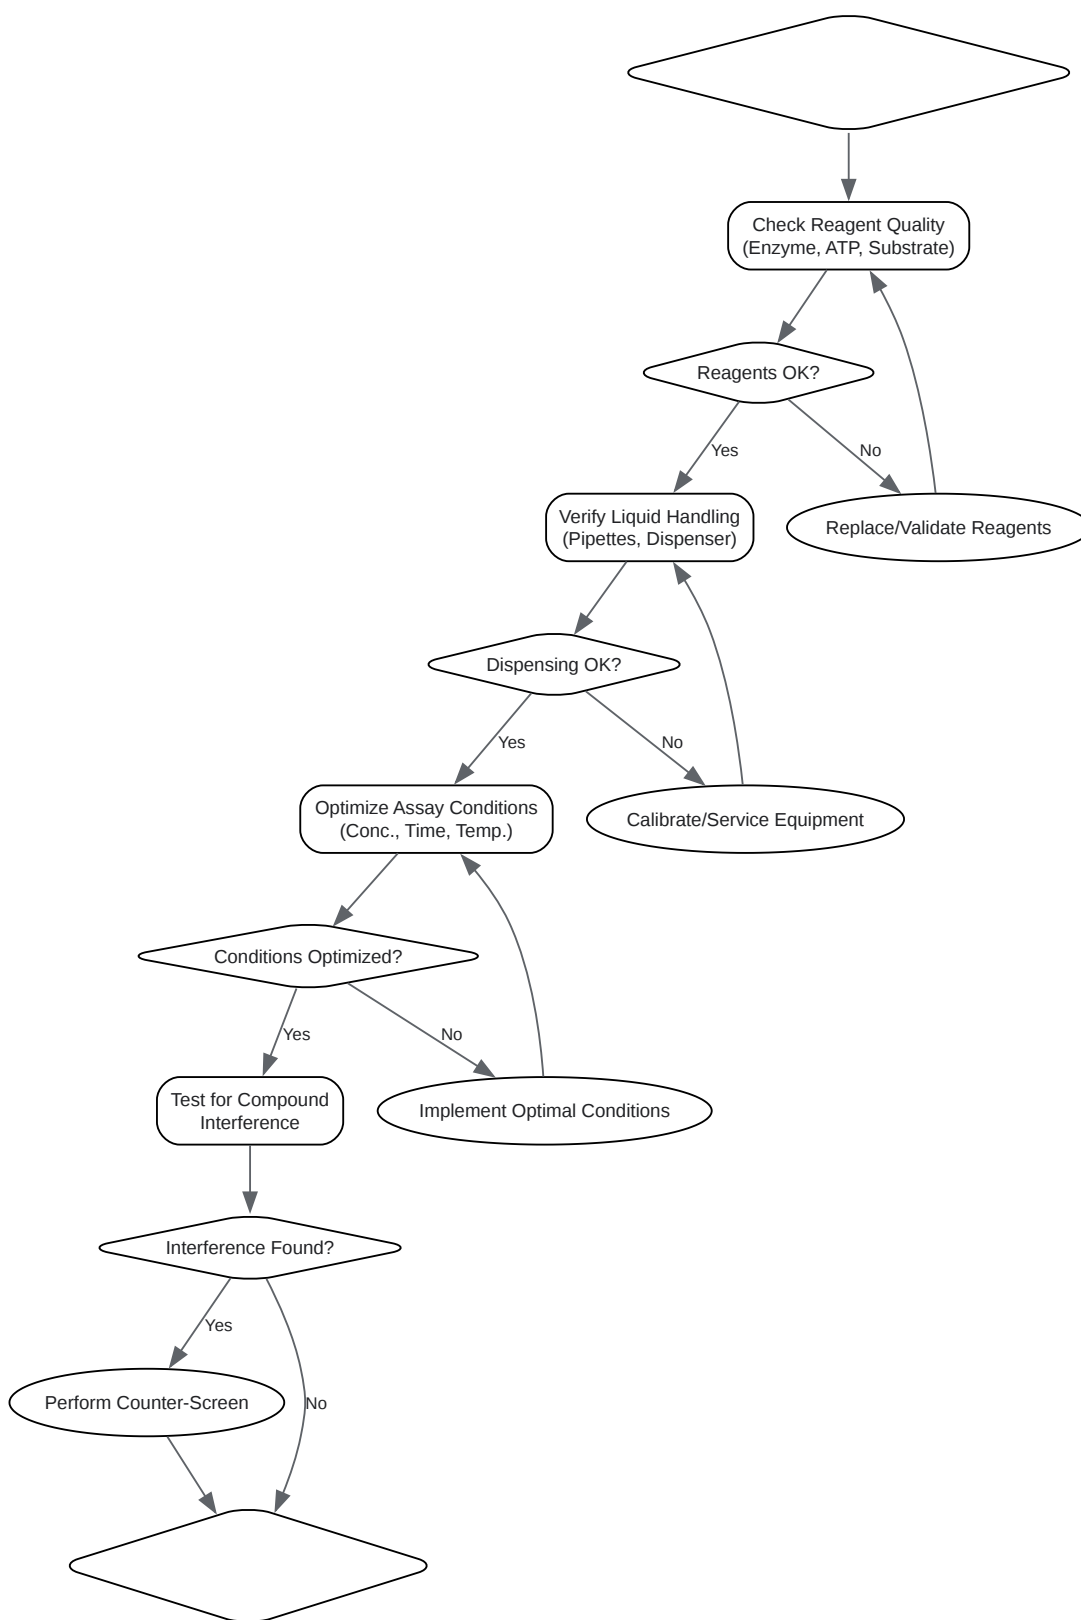 Check Reagent Quality
(Enzyme, ATP, Substrate)
Reagents OK?
Yes
No
Verify Liquid Handling
(Pipettes, Dispenser)
Replace/Validate Reagents
Dispensing OK?
Yes
No
Optimize Assay Conditions
(Conc., Time, Temp.)
Calibrate/Service Equipment
Conditions Optimized?
Yes
No
Test for Compound
Interference
Implement Optimal Conditions
Interference Found?
Yes
Perform Counter-Screen
No